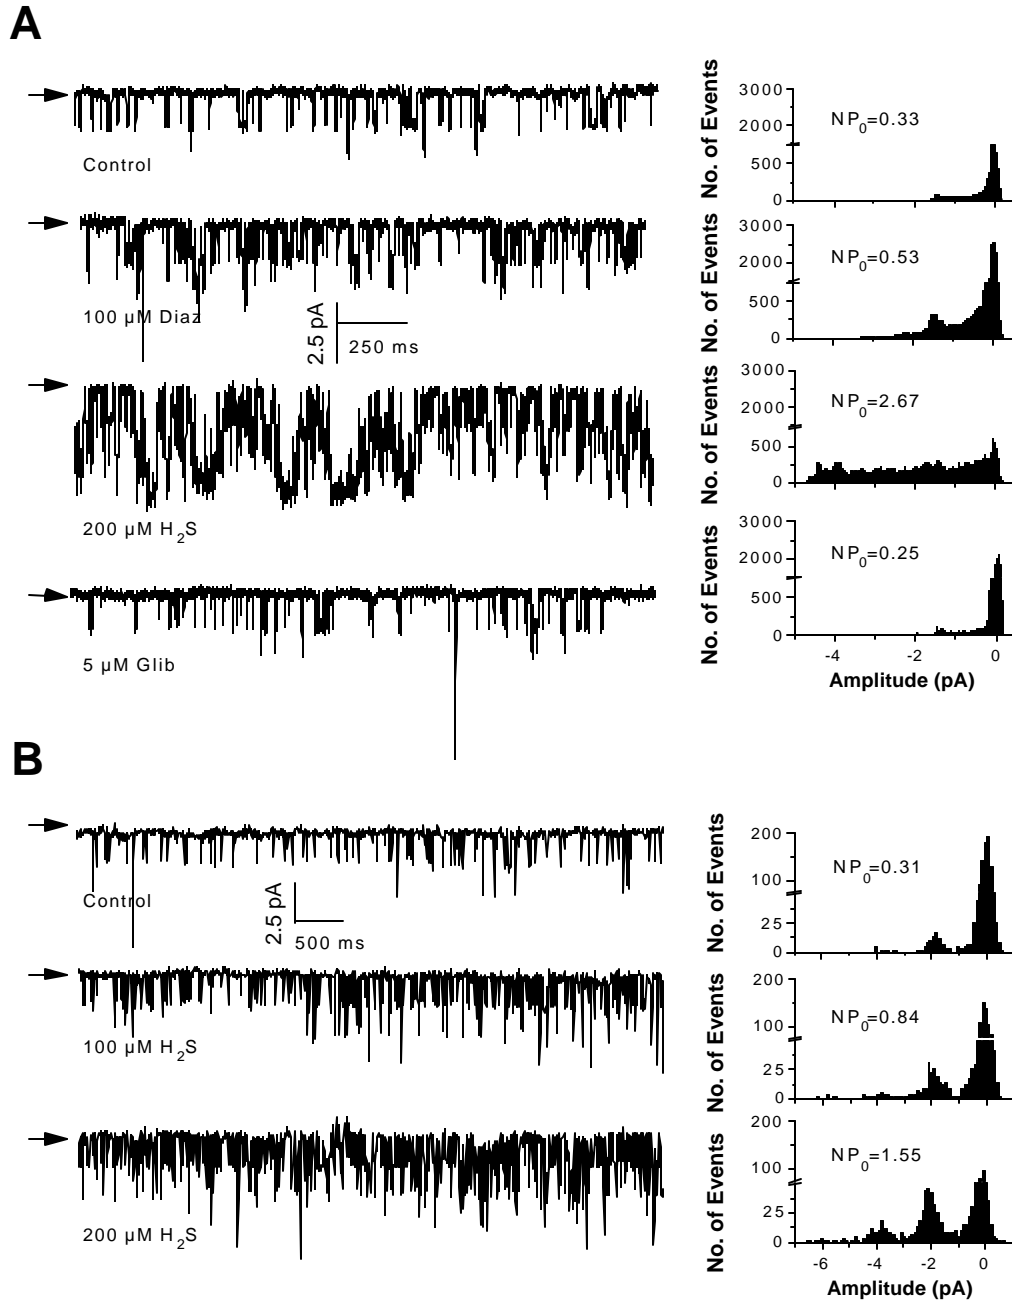 A
No. of Events
3000
2000
500
0
NP0=0.33
Control
No. of Events
3000
2000
500
0
NP0=0.53
100 µM Diaz
2.5 pA
250 ms
No. of Events
3000
2000
500
0
NP0=2.67
200 µM H2S
No. of Events
3000
2000
500
0
NP0=0.25
5 µM Glib
-4 -2 0
Amplitude (pA)
B
No. of Events
200
100
25
0
NP0=0.31
Control
2.5 pA
500 ms
No. of Events
200
100
25
0
NP0=0.84
100 µM H2S
No. of Events
200
100
25
0
NP0=1.55
200 µM H2S
-6 -4 -2 0
Amplitude (pA)